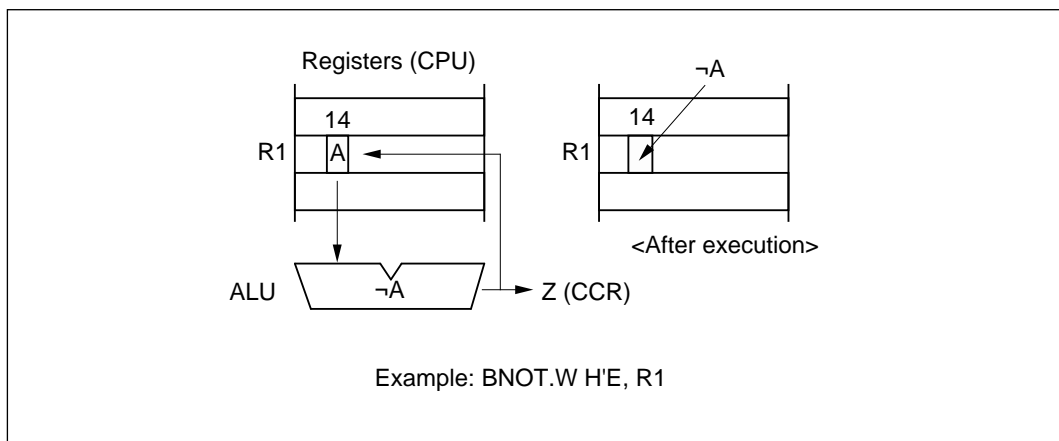 Registers (CPU)
14
R1
A
ALU
¬A
Z (CCR)
¬A
14
R1
<After execution>
Example: BNOT.W H'E, R1